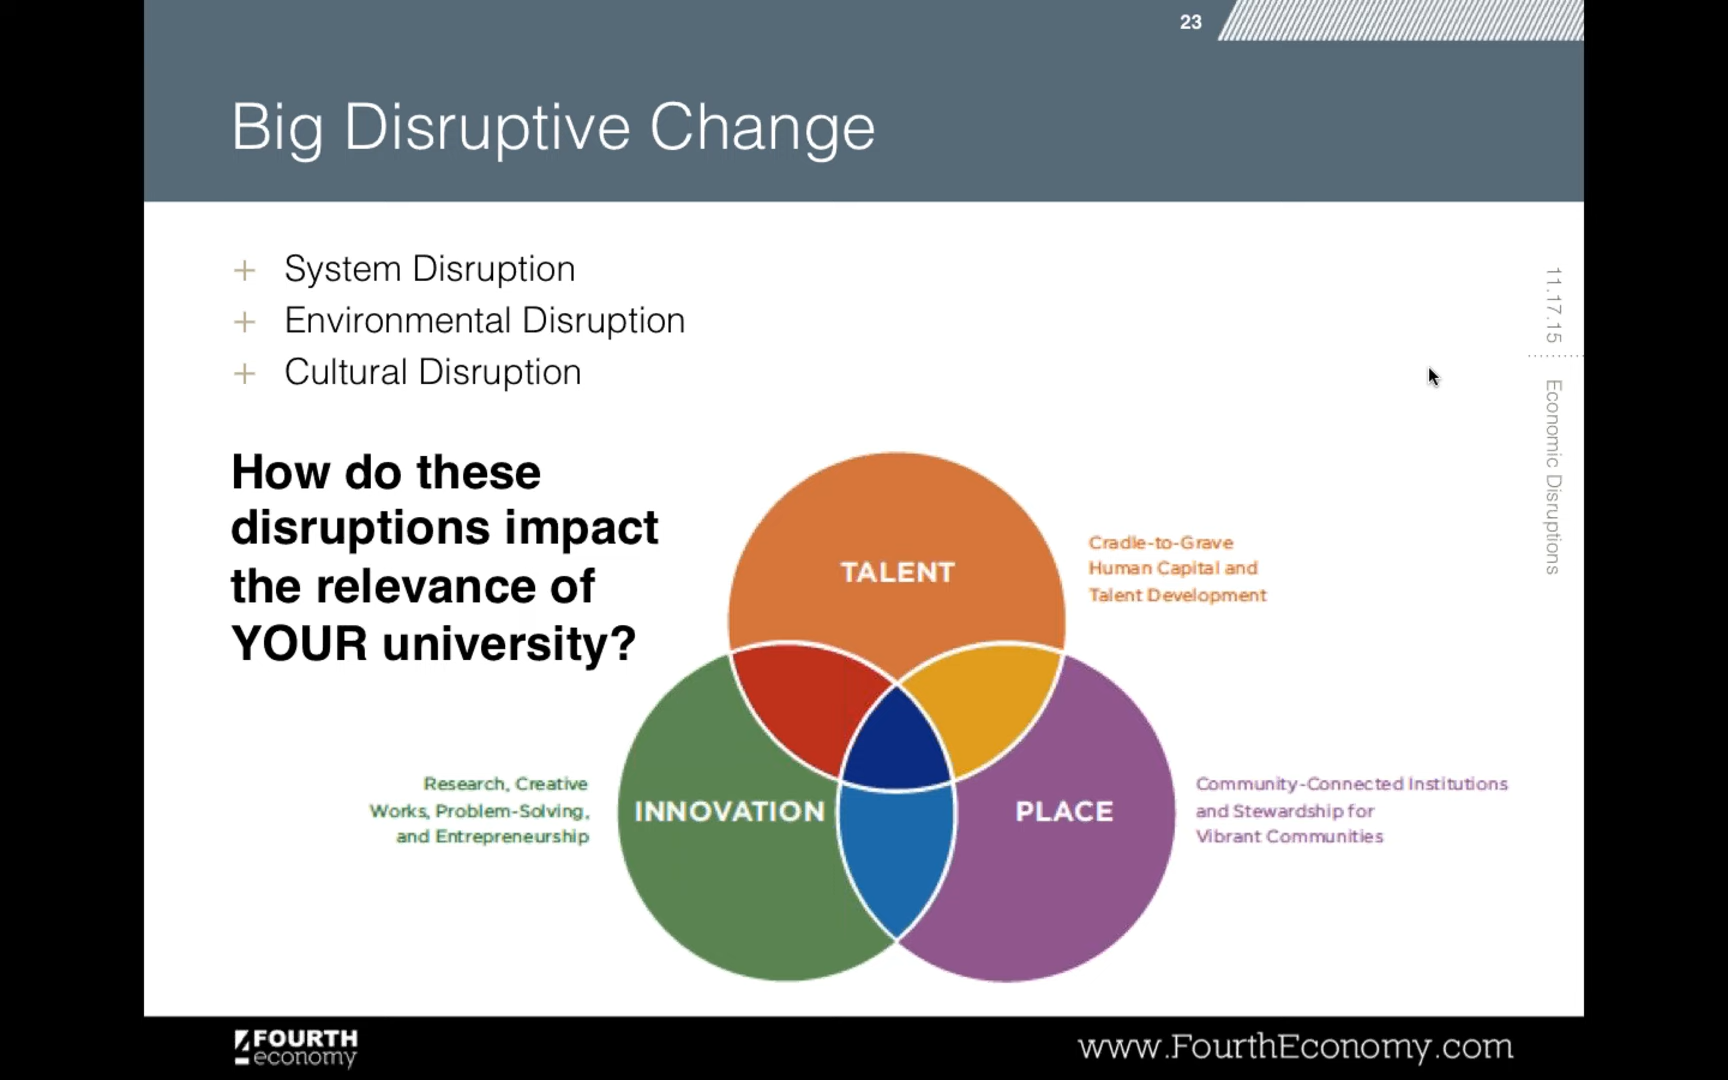 23
Big Disruptive Change
+ System Disruption
+ Environmental Disruption
+ Cultural Disruption
11.17.15
Economic Disruptions
How do these
disruptions impact
the relevance of
YOUR university?
TALENT
Cradle-to-Grave
Human Capital and
Talent Development
Research, Creative
Works, Problem-Solving,
and Entrepreneurship
INNOVATION
PLACE
Community-Connected Institutions
and Stewardship for
Vibrant Communities
4 FOURTH
economy
www.FourthEconomy.com